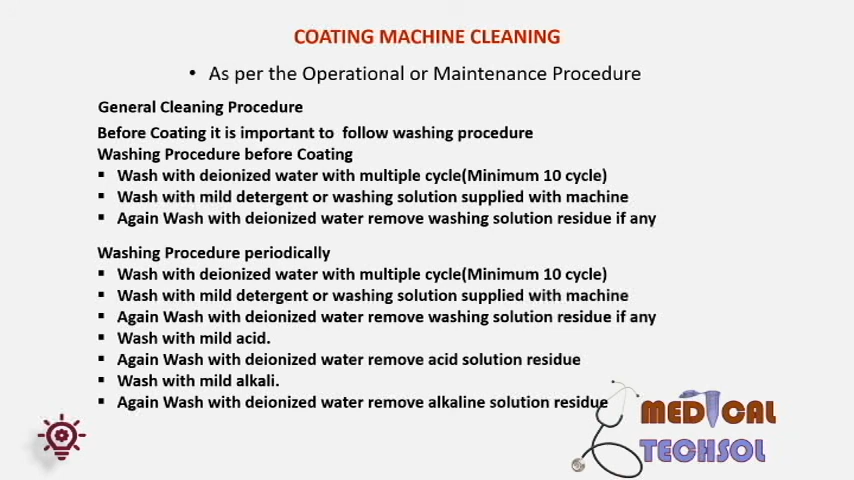 COATING MACHINE CLEANING
• As per the Operational or Maintenance Procedure
General Cleaning Procedure
Before Coating it is important to follow washing procedure
Washing Procedure before Coating
▪ Wash with deionized water with multiple cycle(Minimum 10 cycle)
▪ Wash with mild detergent or washing solution supplied with machine
▪ Again Wash with deionized water remove washing solution residue if any
Washing Procedure periodically
▪ Wash with deionized water with multiple cycle(Minimum 10 cycle)
▪ Wash with mild detergent or washing solution supplied with machine
▪ Again Wash with deionized water remove washing solution residue if any
▪ Wash with mild acid.
▪ Again Wash with deionized water remove acid solution residue
▪ Wash with mild alkali.
▪ Again Wash with deionized water remove alkaline solution residue
MEDICAL
TECHSOL